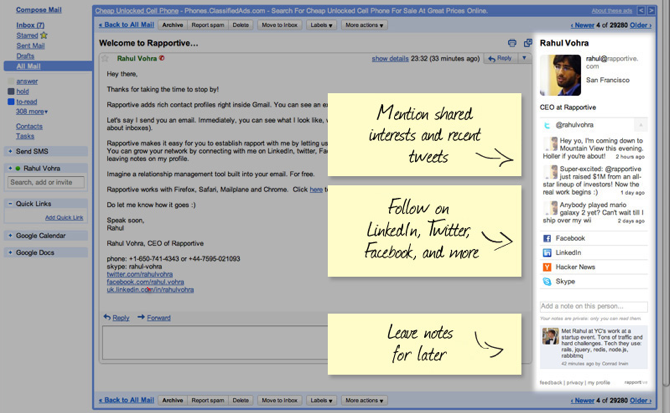 Compose Mail
Inbox (7)
Starred
Sent Mail
Drafts
All Mail
answer
hold
to-read
308 more▾
Contacts
Tasks
+ Send SMS
− Rahul Vohra
Search, add or invite
− Quick Links
Add Quick Link
+ Google Calendar
+ Google Docs
Cheap Unlocked Cell Phone - Phones.ClassifiedAds.com - Search For Cheap Unlocked Cell Phone For Sale At Great Prices Online.
About these ads
« Back to All Mail Archive Report spam Delete Move to Inbox Labels ▾ More actions ▾
‹ Newer 4 of 29280 Older ›
Welcome to Rapportive…
Rahul Vohra
show details 23:32 (33 minutes ago)
Reply
Hey there,
Thanks for taking the time to stop by!
Rapportive adds rich contact profiles right inside Gmail. You can see an
Let's say I send you an email. Immediately, you can see what I look like,
about inboxes).
Rapportive makes it easy for you to establish rapport with me by letting
You can grow your network by connecting with me on LinkedIn, twitter,
leaving notes on my profile.
Imagine a relationship management tool built into your email. For free.
Rapportive works with Firefox, Safari, Mailplane and Chrome. Click here
Do let me know how it goes :)
Speak soon,
Rahul
Rahul Vohra, CEO of Rapportive
phone: +1-650-741-4343 or +44-7595-021093
skype: rahul-vohra
twitter.com/rahulvohra
facebook.com/rahul.vohra
uk.linkedin.com/in/rahulvohra
Reply Forward
« Back to All Mail Archive Report spam Delete Move to Inbox Labels ▾ More actions ▾
‹ Newer 4 of 29280 Older ›
Mention shared
interests and recent
tweets
Follow on
LinkedIn, Twitter,
Facebook, and more
Leave notes
for later
Rahul Vohra
rahul@rapportive.
com
San Francisco
CEO at Rapportive
@rahulvohra
Hey yo, I'm coming down to
Mountain View this evening.
Holler if you're about! 2 hours ago
Super-excited: @rapportive
just raised $1M from an all-
star lineup of investors! Now the
real work begins :) 1 day ago
Anybody played mario
galaxy 2 yet? Can't wait till I
ship over my wii 2 days ago
Facebook
LinkedIn
Hacker News
Skype
Add a note on this person...
Your notes are private: only you can read them.
Met Rahul at YC's work at a
startup event. Tons of traffic and
hard challenges. Tech they use:
rails, jquery, redis, node.js,
rabbitmq
42 minutes ago by Conrad Irwin
feedback | privacy | my profile
rapport